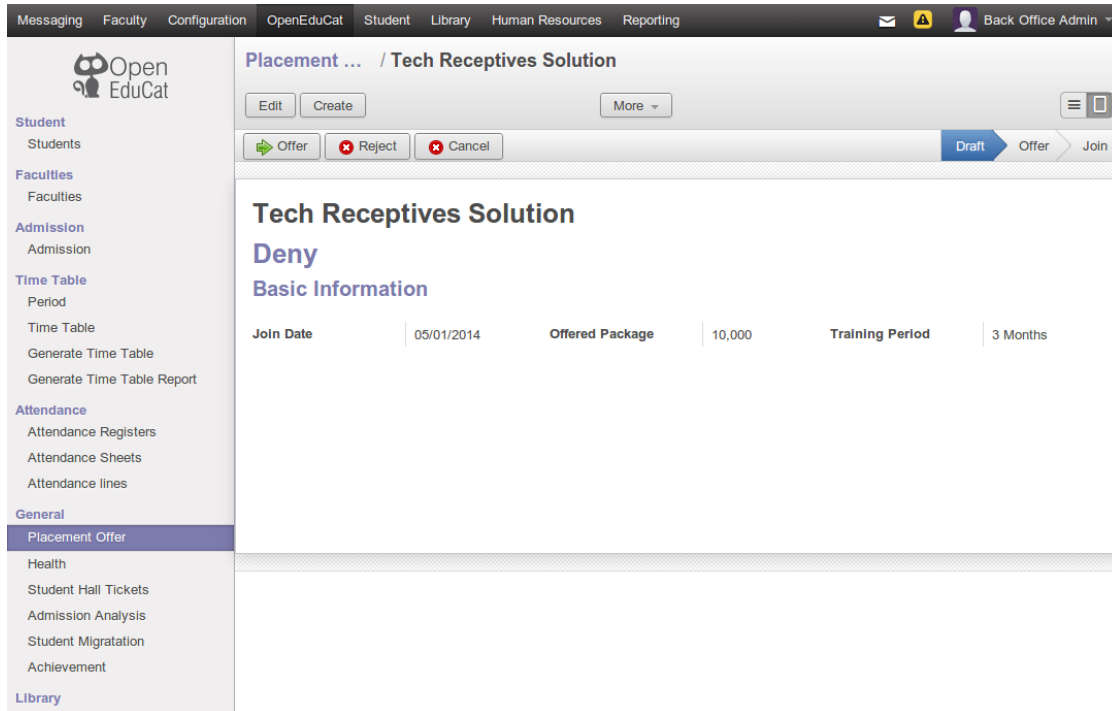 Messaging Faculty Configuration OpenEduCat Student Library Human Resources Reporting Back Office Admin
Open
EduCat
Student
Students
Faculties
Faculties
Admission
Admission
Time Table
Period
Time Table
Generate Time Table
Generate Time Table Report
Attendance
Attendance Registers
Attendance Sheets
Attendance lines
General
Placement Offer
Health
Student Hall Tickets
Admission Analysis
Student Migratation
Achievement
Library
Placement ... / Tech Receptives Solution
Edit Create More
Offer Reject Cancel Draft Offer Join
Tech Receptives Solution
Deny
Basic Information
Join Date 05/01/2014 Offered Package 10,000 Training Period 3 Months